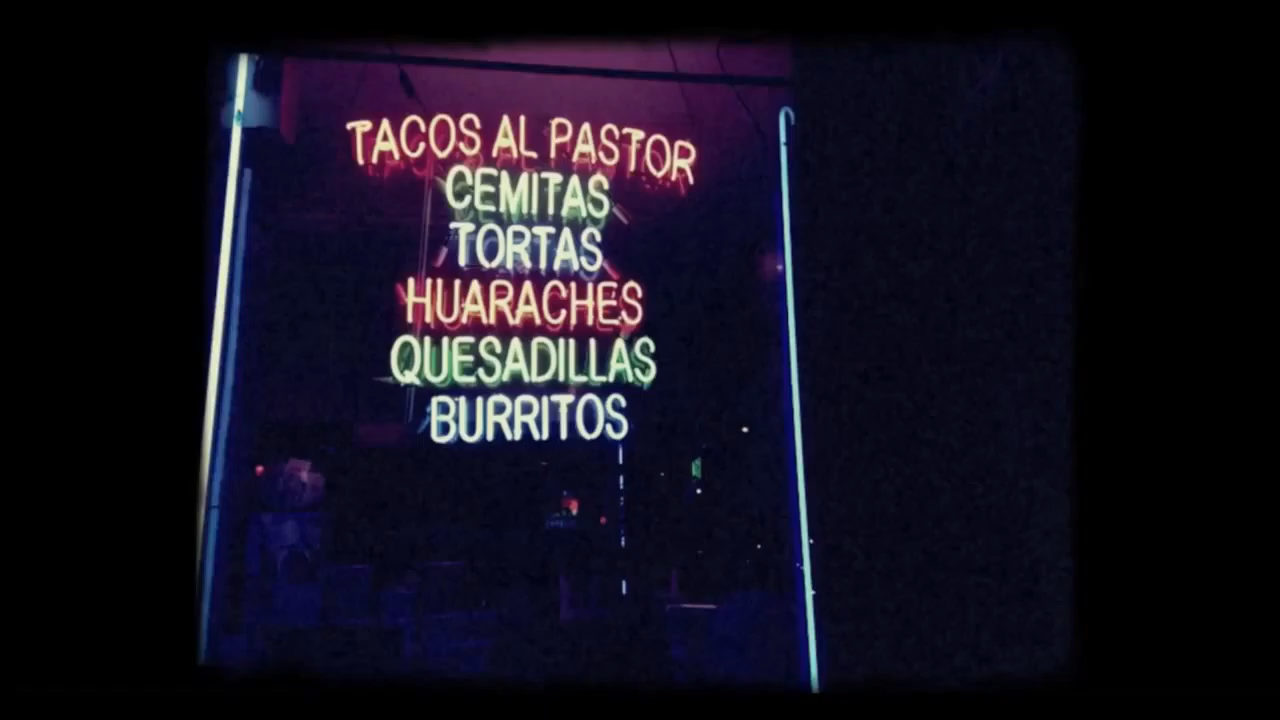 TACOS AL PASTOR
CEMITAS
TORTAS
HUARACHES
QUESADILLAS
BURRITOS